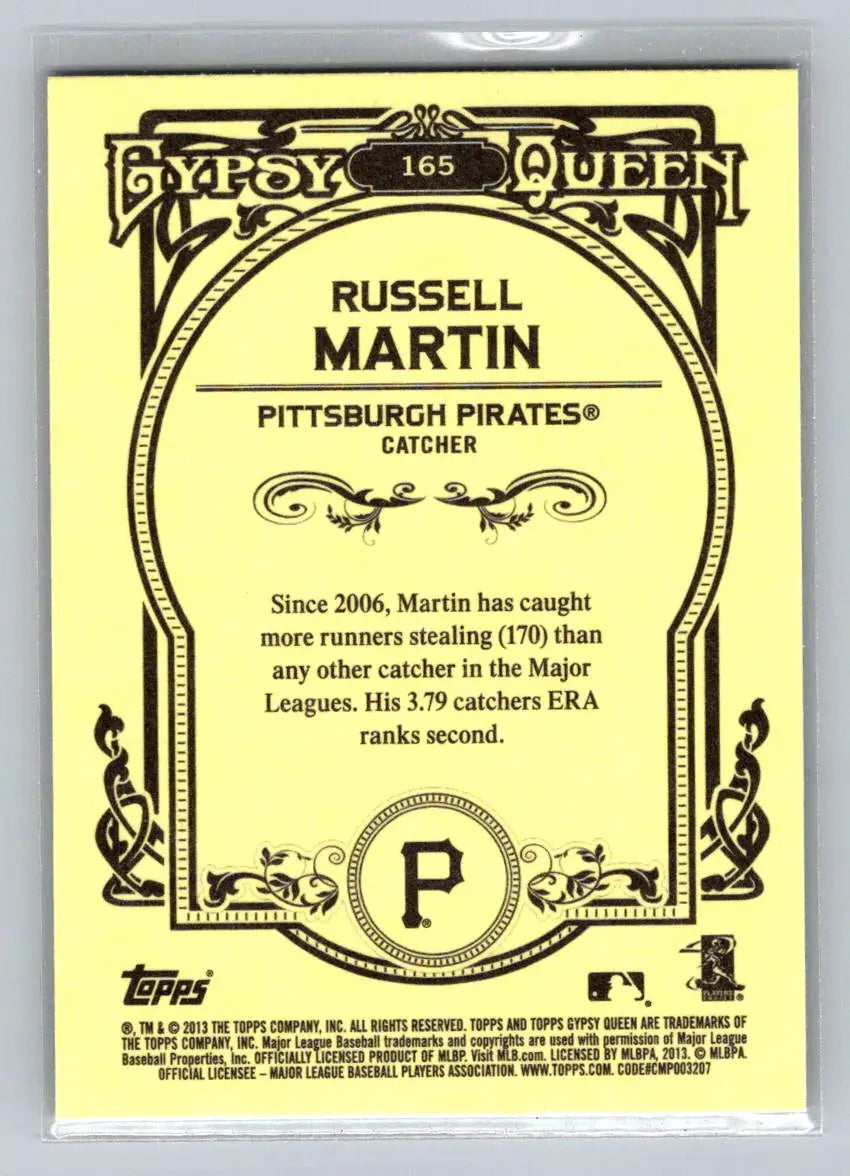 GYPSY 165 QUEEN
RUSSELL
MARTIN
PITTSBURGH PIRATES®
CATCHER
Since 2006, Martin has caught
more runners stealing (170) than
any other catcher in the Major
Leagues. His 3.79 catchers ERA
ranks second.
P®
topps®
®, TM & © 2013 THE TOPPS COMPANY, INC. ALL RIGHTS RESERVED. TOPPS AND TOPPS GYPSY QUEEN ARE TRADEMARKS OF
THE TOPPS COMPANY, INC. Major League Baseball trademarks and copyrights are used with permission of Major League
Baseball Properties, Inc. OFFICIALLY LICENSED PRODUCT OF MLBP. Visit MLB.com. LICENSED BY MLBPA, 2013. © MLBPA.
OFFICIAL LICENSEE – MAJOR LEAGUE BASEBALL PLAYERS ASSOCIATION. WWW.TOPPS.COM. CODE#CMP003207